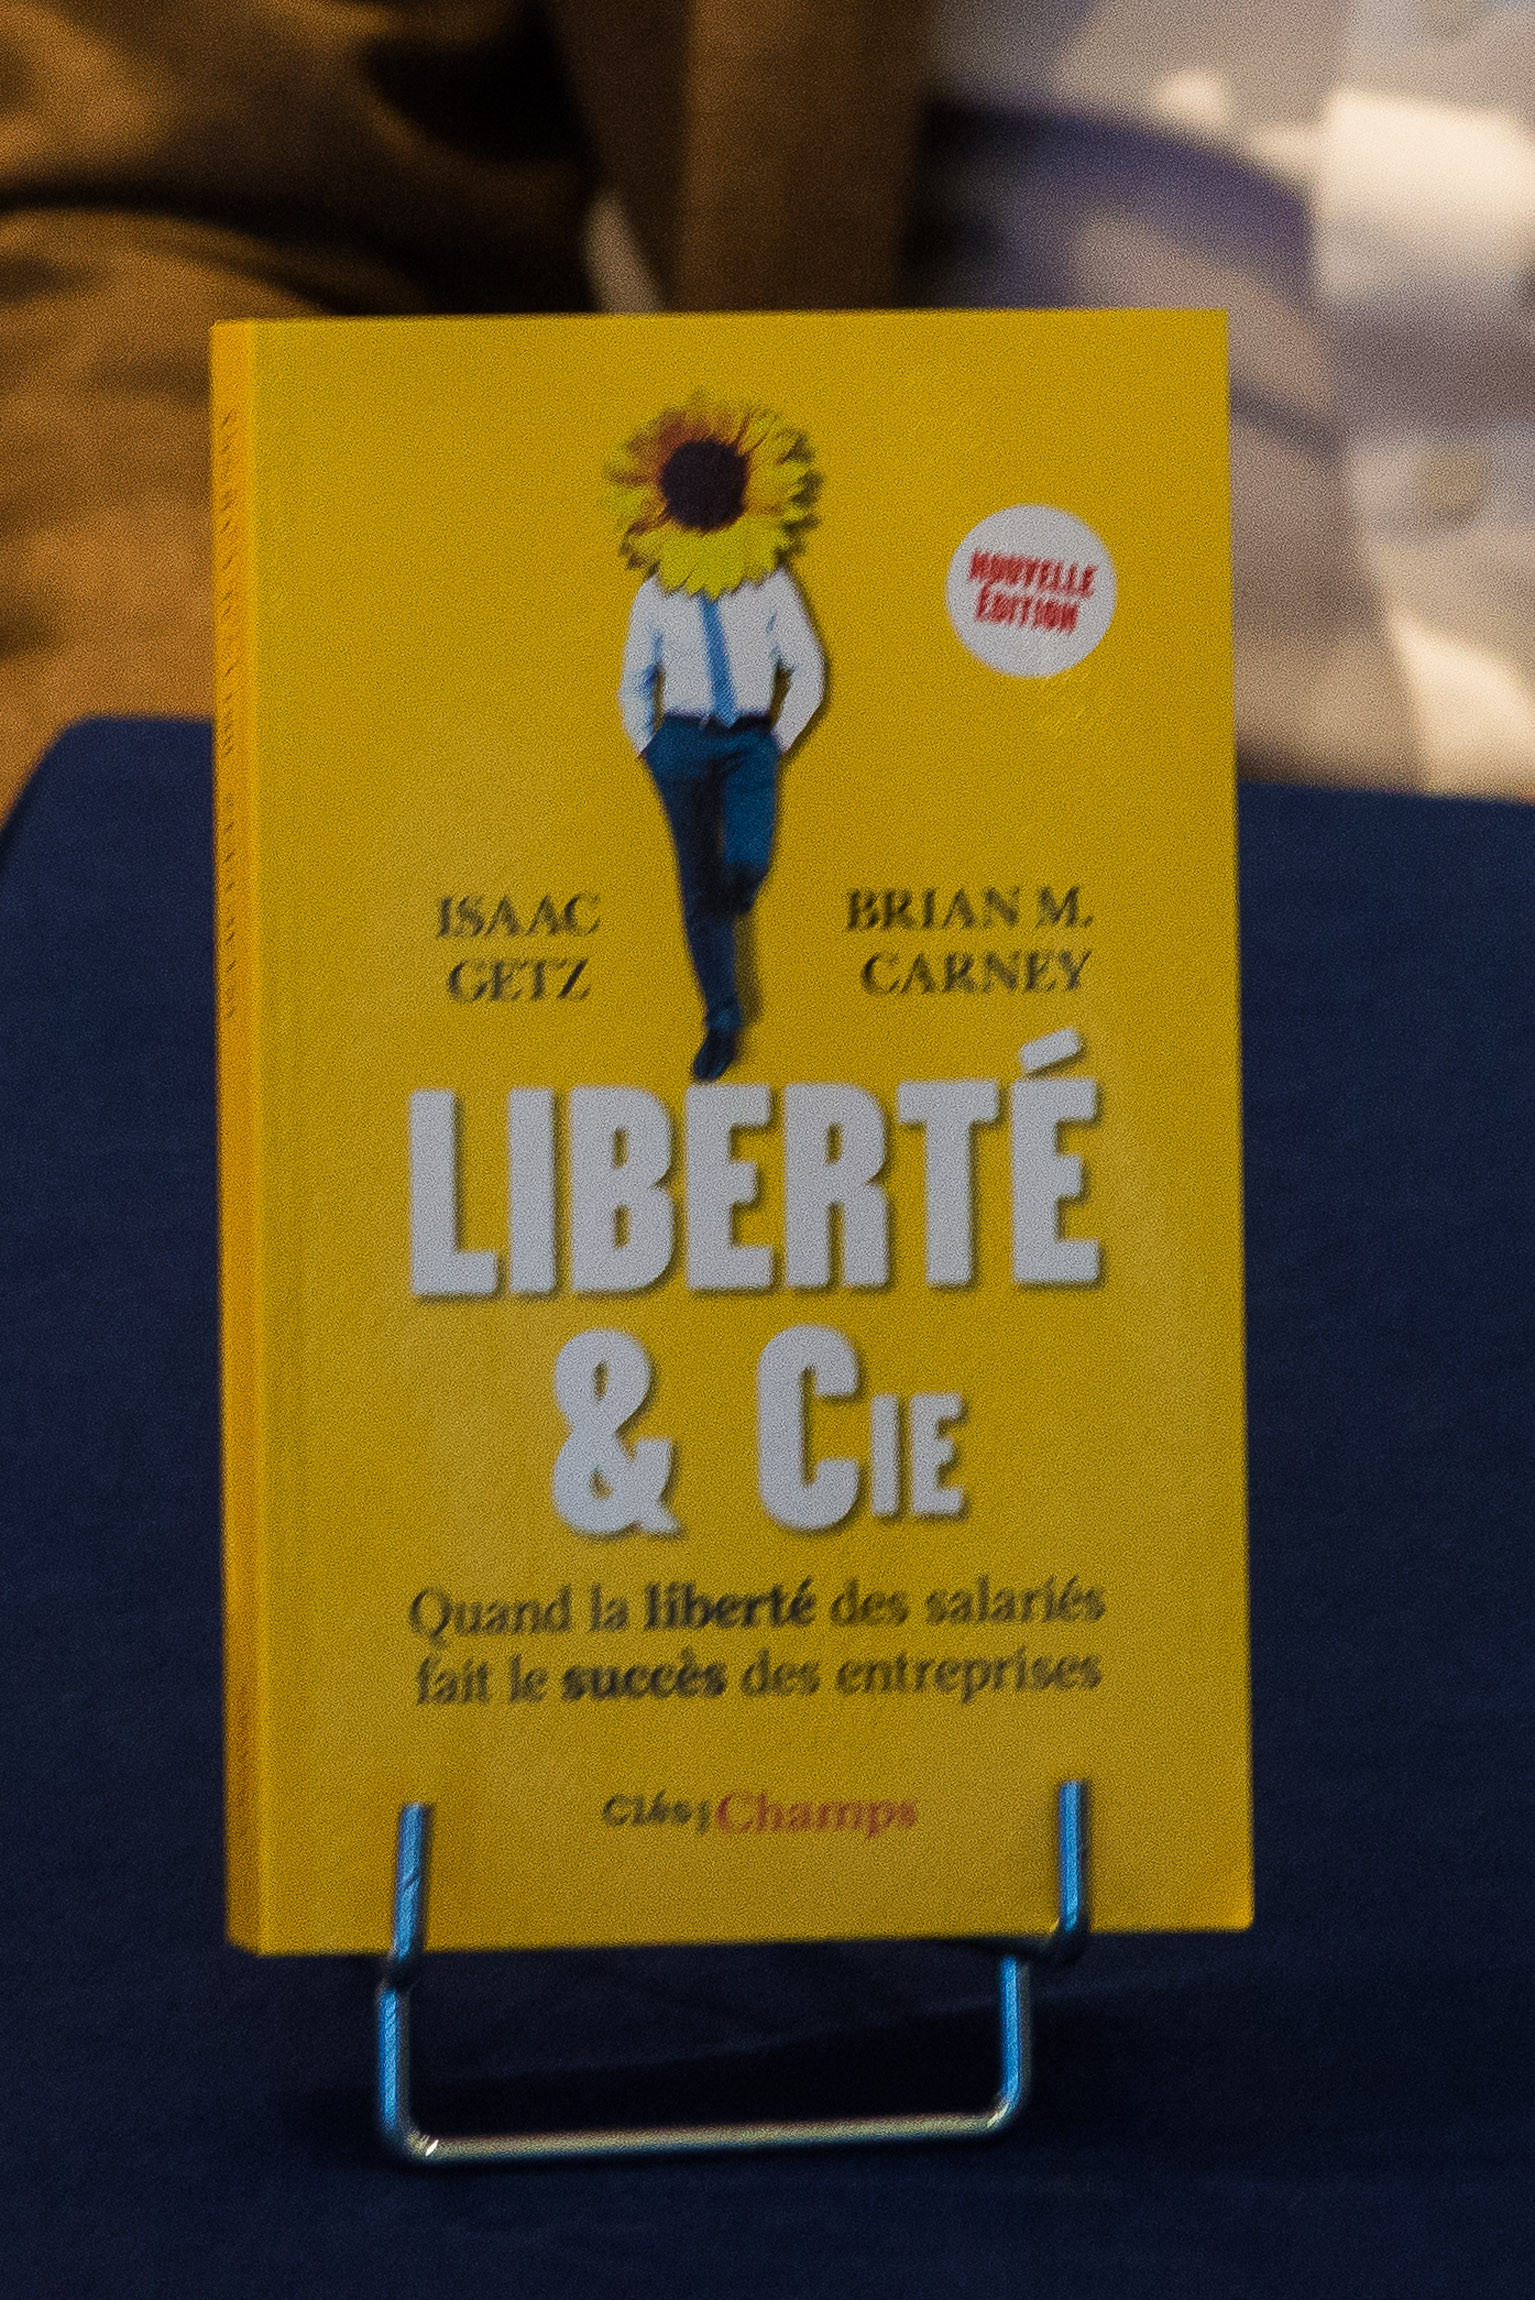 NOUVELLE
ÉDITION
ISAAC
GETZ
BRIAN M.
CARNEY
LIBERTÉ
& CIE
Quand la liberté des salariés
fait le succès des entreprises
Clés Champs